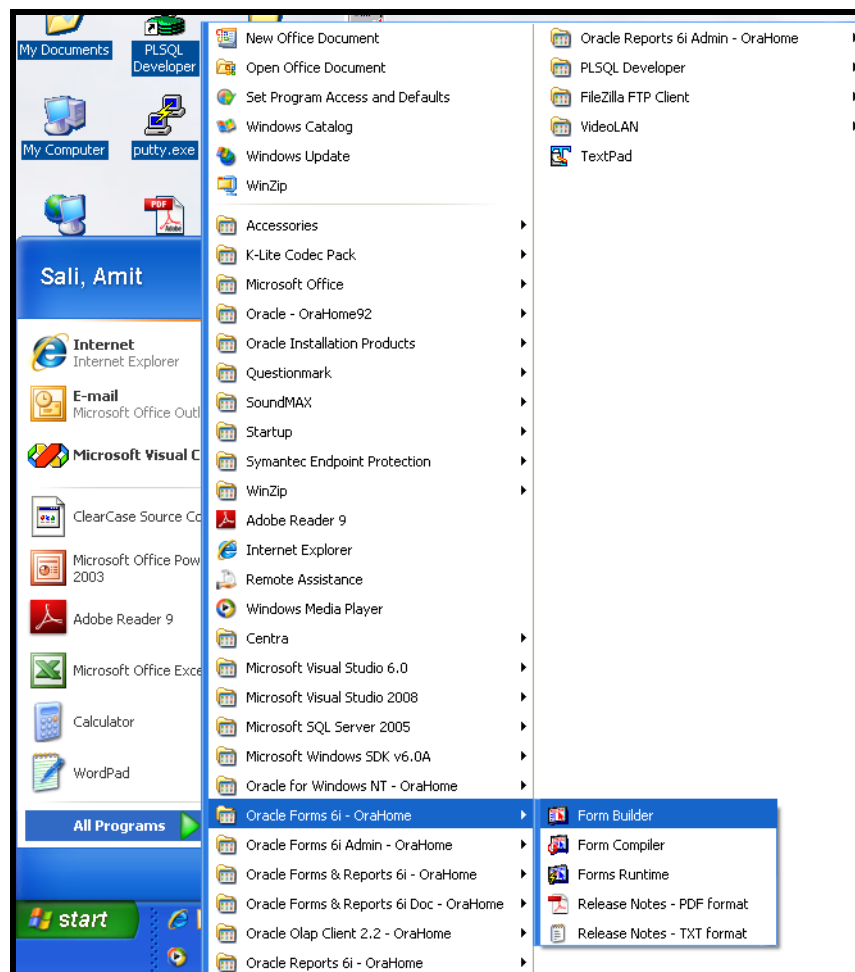 My Documents
PLSQL
Developer
My Computer
putty.exe
PDF
Adobe
Sali, Amit
Internet
Internet Explorer
E-mail
Microsoft Office Outl
Microsoft Visual C
ClearCase Source Co
Microsoft Office Pow
2003
Adobe Reader 9
Microsoft Office Exce
Calculator
WordPad
All Programs
start
New Office Document
Open Office Document
Set Program Access and Defaults
Windows Catalog
Windows Update
WinZip
Accessories
K-Lite Codec Pack
Microsoft Office
Oracle - OraHome92
Oracle Installation Products
Questionmark
SoundMAX
Startup
Symantec Endpoint Protection
WinZip
Adobe Reader 9
Internet Explorer
Remote Assistance
Windows Media Player
Centra
Microsoft Visual Studio 6.0
Microsoft Visual Studio 2008
Microsoft SQL Server 2005
Microsoft Windows SDK v6.0A
Oracle for Windows NT - OraHome
Oracle Forms 6i - OraHome
Oracle Forms 6i Admin - OraHome
Oracle Forms & Reports 6i - OraHome
Oracle Forms & Reports 6i Doc - OraHome
Oracle Olap Client 2.2 - OraHome
Oracle Reports 6i - OraHome
Oracle Reports 6i Admin - OraHome
PLSQL Developer
FileZilla FTP Client
VideoLAN
TextPad
Form Builder
Form Compiler
Forms Runtime
Release Notes - PDF format
Release Notes - TXT format